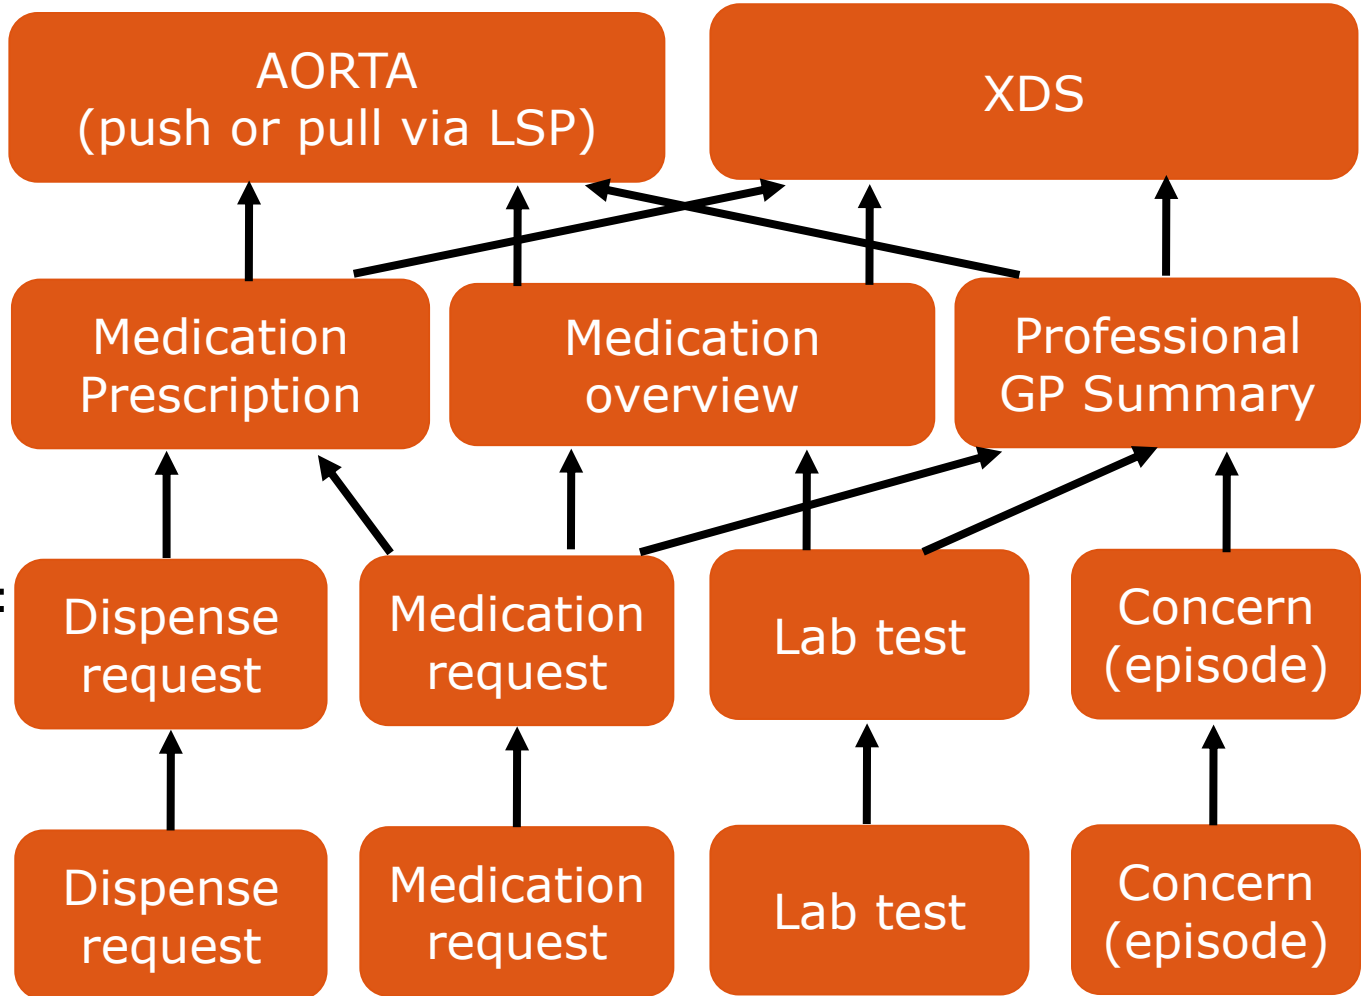 AORTA
(push or pull via LSP)
XDS
Medication
Prescription
Medication
overview
Professional
GP Summary
:
Dispense
request
Medication
request
Lab test
Concern
(episode)
Dispense
request
Medication
request
Lab test
Concern
(episode)